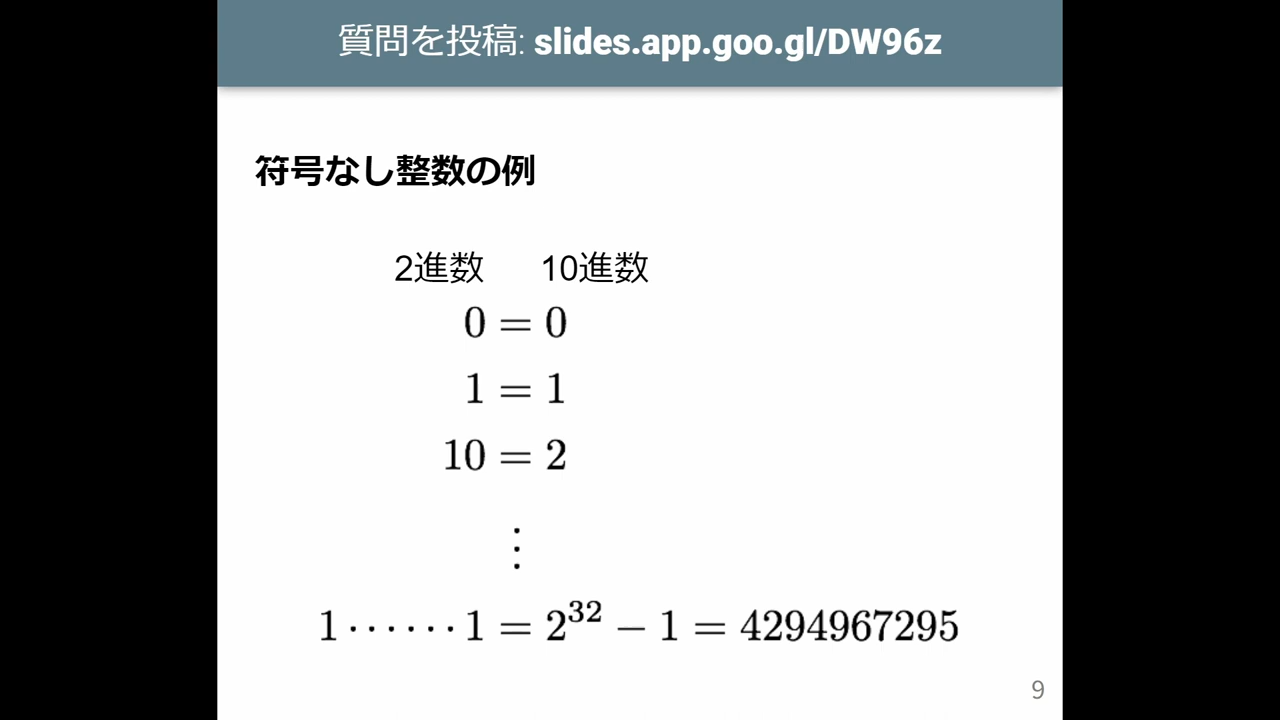 質問を投稿: slides.app.goo.gl/DW96z
符号なし整数の例
2進数 10進数
0 = 0
1 = 1
10 = 2
⋮
1 ······ 1 = 2³² − 1 = 4294967295
9